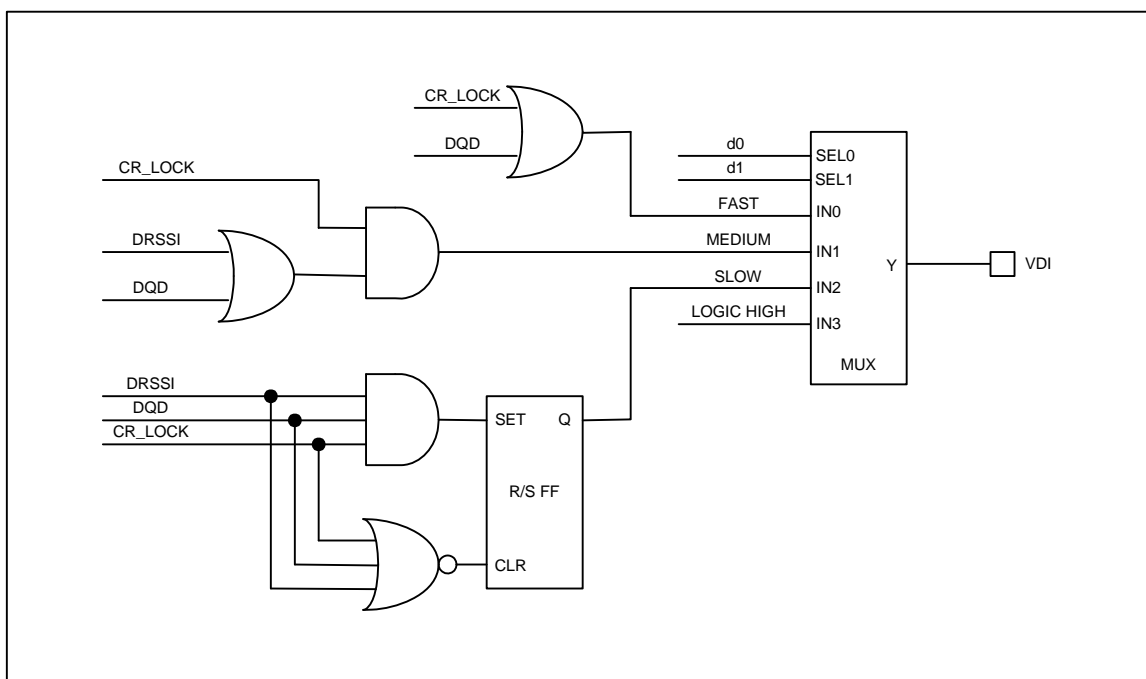 CR_LOCK
DQD
CR_LOCK
DRSSI
DQD
d0
d1
FAST
MEDIUM
SLOW
LOGIC HIGH
SEL0
SEL1
IN0
IN1
IN2
IN3
Y
MUX
VDI
DRSSI
DQD
CR_LOCK
SET Q
R/S FF
CLR